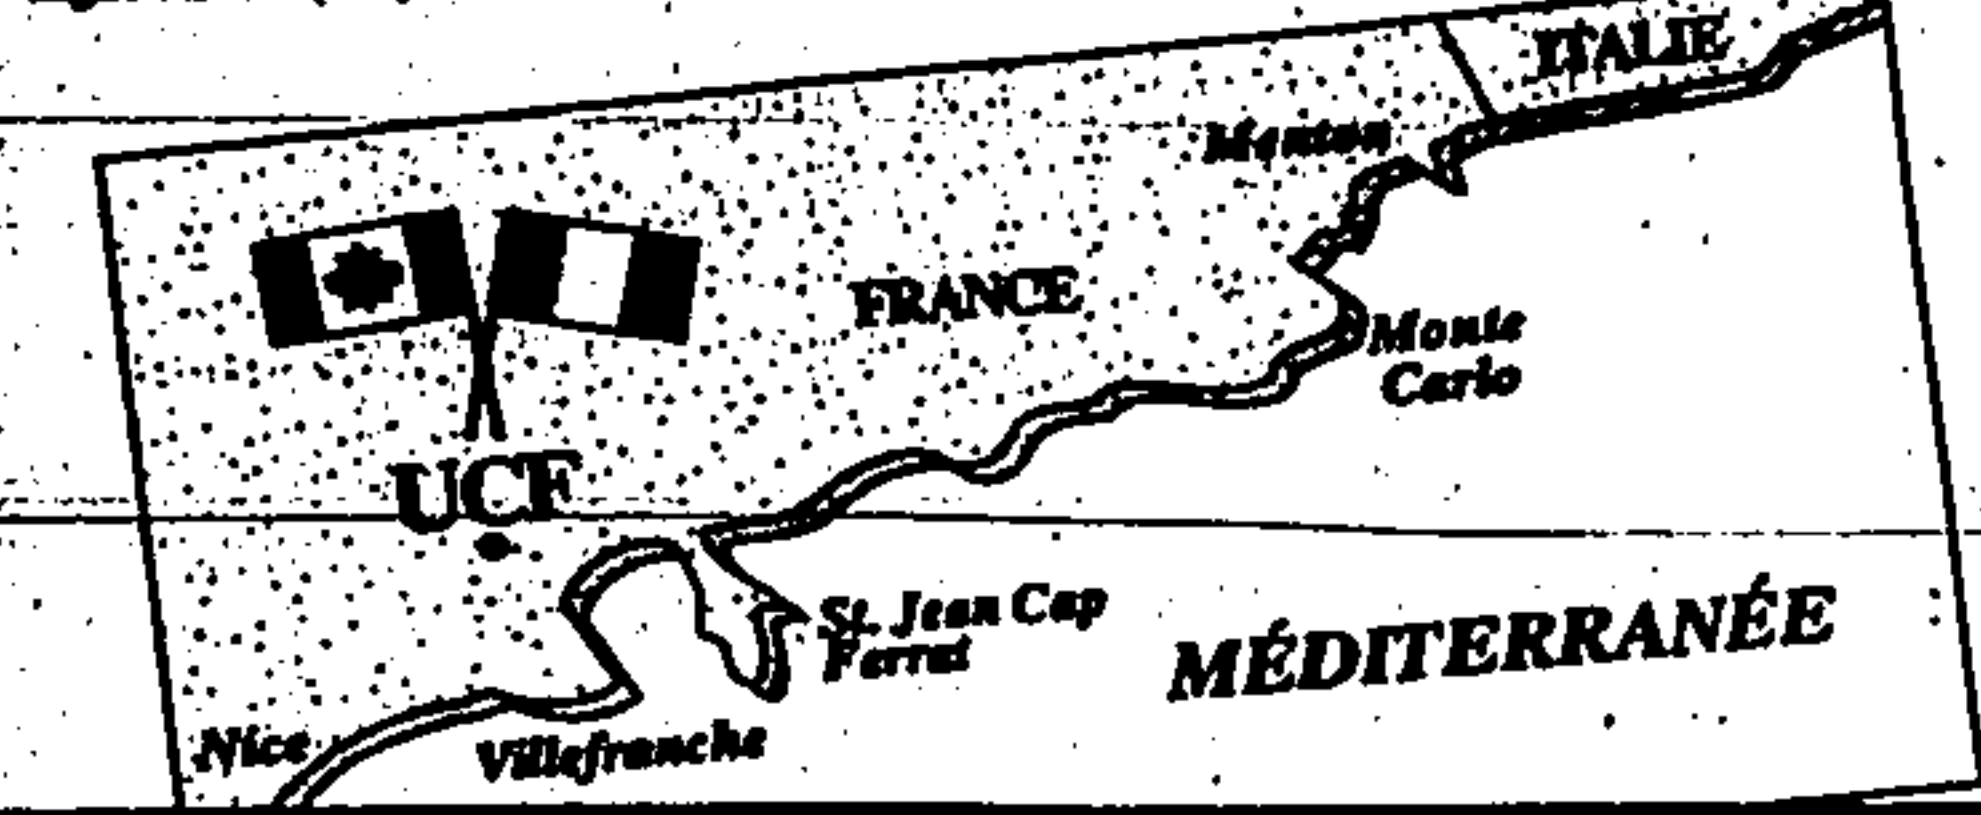 ITALIE
Menton
FRANCE
Monte
Carlo
UCF
St. Jean Cap
Ferrat
MÉDITERRANÉE
Nice
Villefranche